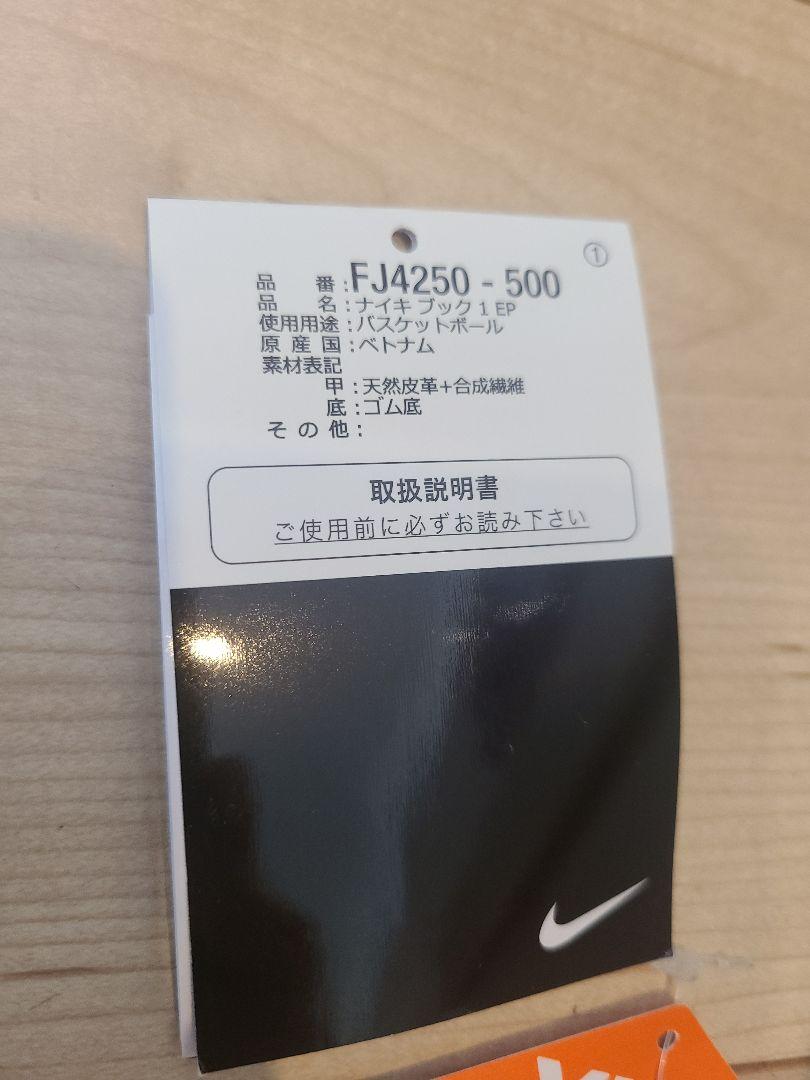 ①
品 番:FJ4250 - 500
品 名:ナイキ ブック 1 EP
使用用途:バスケットボール
原 産 国:ベトナム
素材表記
甲:天然皮革+合成繊維
底:ゴム底
そ の 他:
取扱説明書
ご使用前に必ずお読み下さい